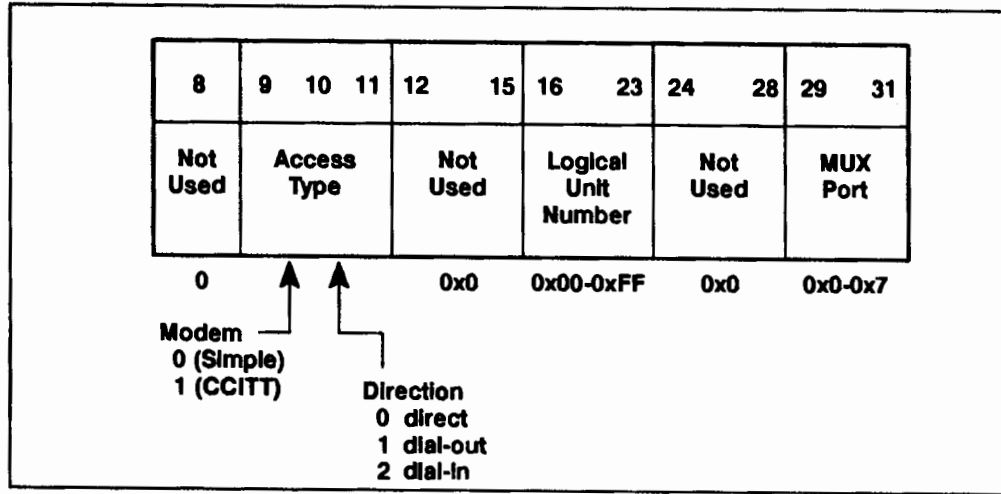 8 9 10 11 12 15 16 23 24 28 29 31
Not Used Access Type Not Used Logical Unit Number Not Used MUX Port
0 0x0 0x00-0xFF 0x0 0x0-0x7
Modem
0 (Simple)
1 (CCITT)
Direction
0 direct
1 dial-out
2 dial-in